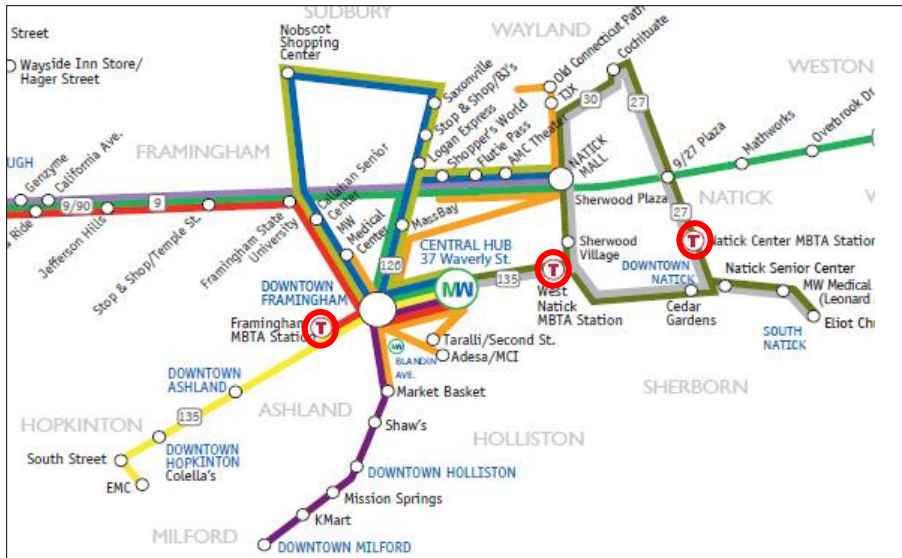 SUDBURY
Street
Wayside Inn Store/
Hager Street
Nobscot
Shopping
Center
WAYLAND
WESTON
Old Connecticut Path
TJX
Cochituate
30
27
Saxonville
Stop & Shop/BJ's
Logan Express
Shopper's World
Flutie Pass
AMC Theater
NATICK
MALL
9/27 Plaza
Mathworks
Overbrook Dr
UGH
FRAMINGHAM
Genzyme
California Ave.
Ride
9/90
9
Jefferson Hills
Stop & Shop/Temple St.
Framingham State
University
Callahan Senior
Center
MW
Medical
Center
MassBay
126
Sherwood Plaza
NATICK
27
Sherwood
Village
T
Natick Center MBTA Station
DOWNTOWN
NATICK
CENTRAL HUB
37 Waverly St.
MW
135
T
West
Natick
MBTA Station
Cedar
Gardens
Natick Senior Center
MW Medical
(Leonard
Eliot Ch
SOUTH
NATICK
DOWNTOWN
FRAMINGHAM
Framingham
MBTA Station
T
Taralli/Second St.
Adesa/MCI
MW
BLANDIN
AVE.
SHERBORN
DOWNTOWN
ASHLAND
ASHLAND
Market Basket
HOPKINTON
135
Shaw's
HOLLISTON
DOWNTOWN
HOPKINTON
Colella's
South Street
EMC
DOWNTOWN HOLLISTON
Mission Springs
KMart
MILFORD
DOWNTOWN MILFORD